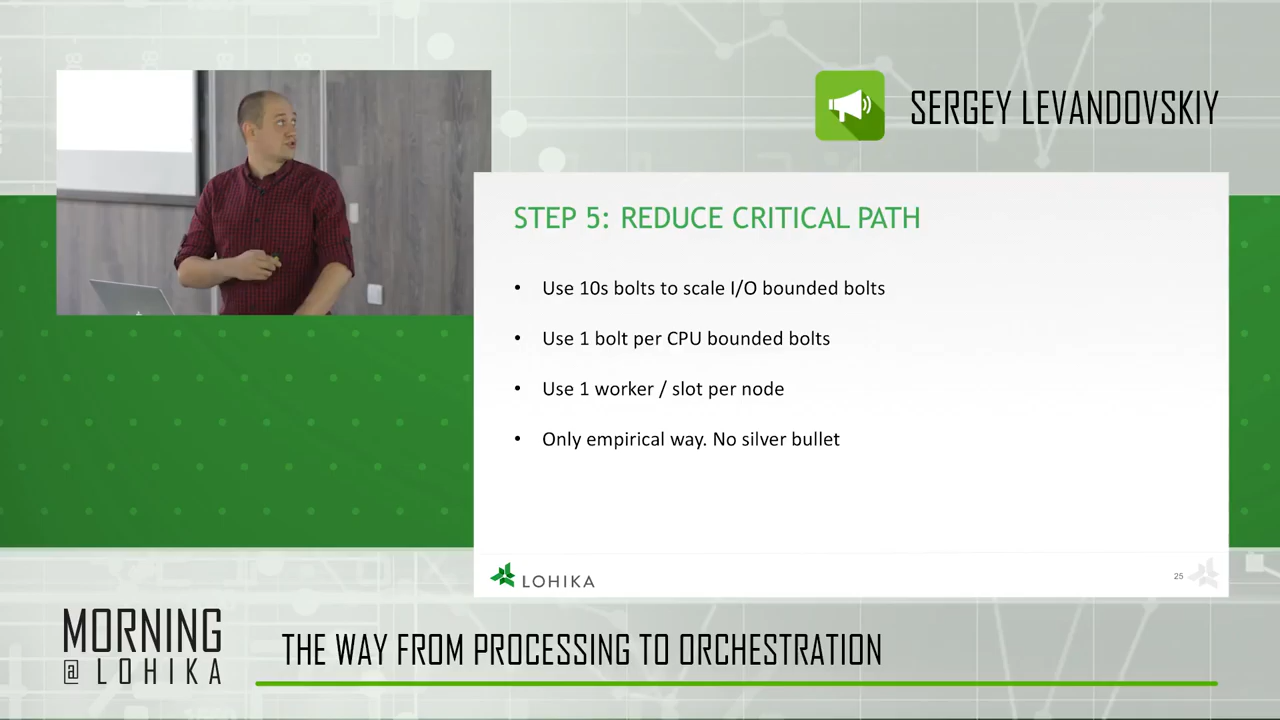 SERGEY LEVANDOVSKIY
STEP 5: REDUCE CRITICAL PATH
• Use 10s bolts to scale I/O bounded bolts
• Use 1 bolt per CPU bounded bolts
• Use 1 worker / slot per node
• Only empirical way. No silver bullet
LOHIKA
25
MORNING
@ LOHIKA
THE WAY FROM PROCESSING TO ORCHESTRATION